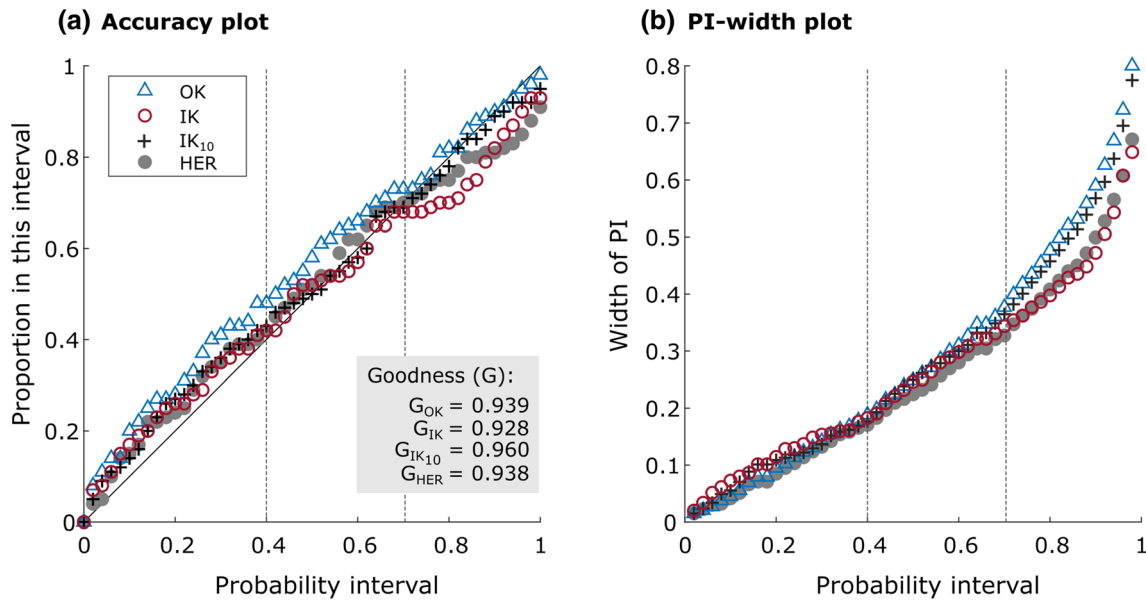 (a) Accuracy plot
Proportion in this interval
1
0.8
0.6
0.4
0.2
0
OK
IK
IK10
HER
Goodness (G):
GOK = 0.939
GIK = 0.928
GIK10 = 0.960
GHER = 0.938
0 0.2 0.4 0.6 0.8 1
Probability interval
(b) PI-width plot
Width of PI
0.8
0.7
0.6
0.5
0.4
0.3
0.2
0.1
0
0 0.2 0.4 0.6 0.8 1
Probability interval